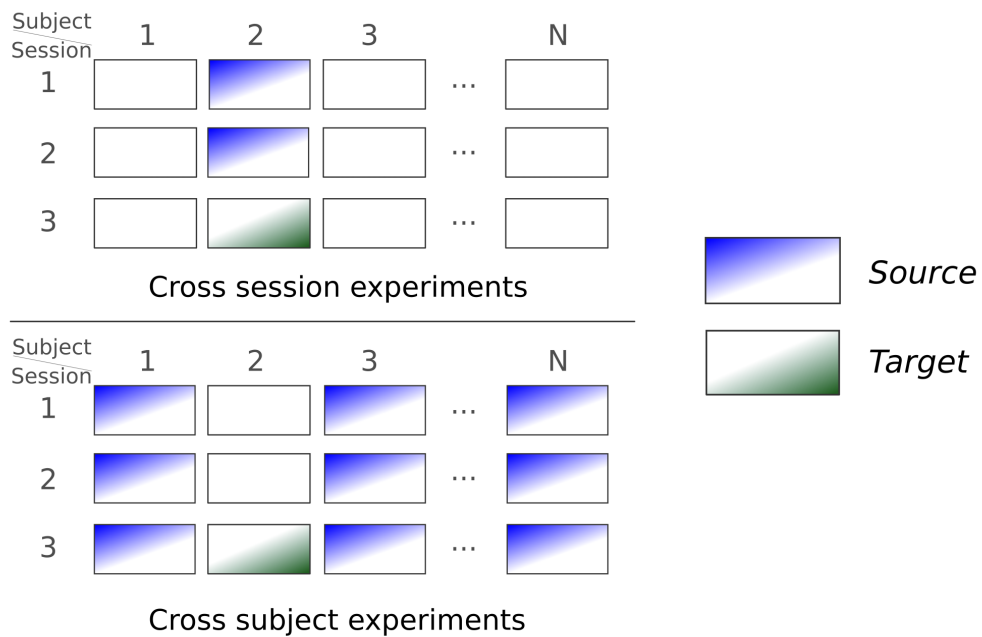 Subject
Session
1 2 3 N
1 ...
2 ...
3 ...
Cross session experiments
Subject
Session
1 2 3 N
1 ...
2 ...
3 ...
Cross subject experiments
Source
Target